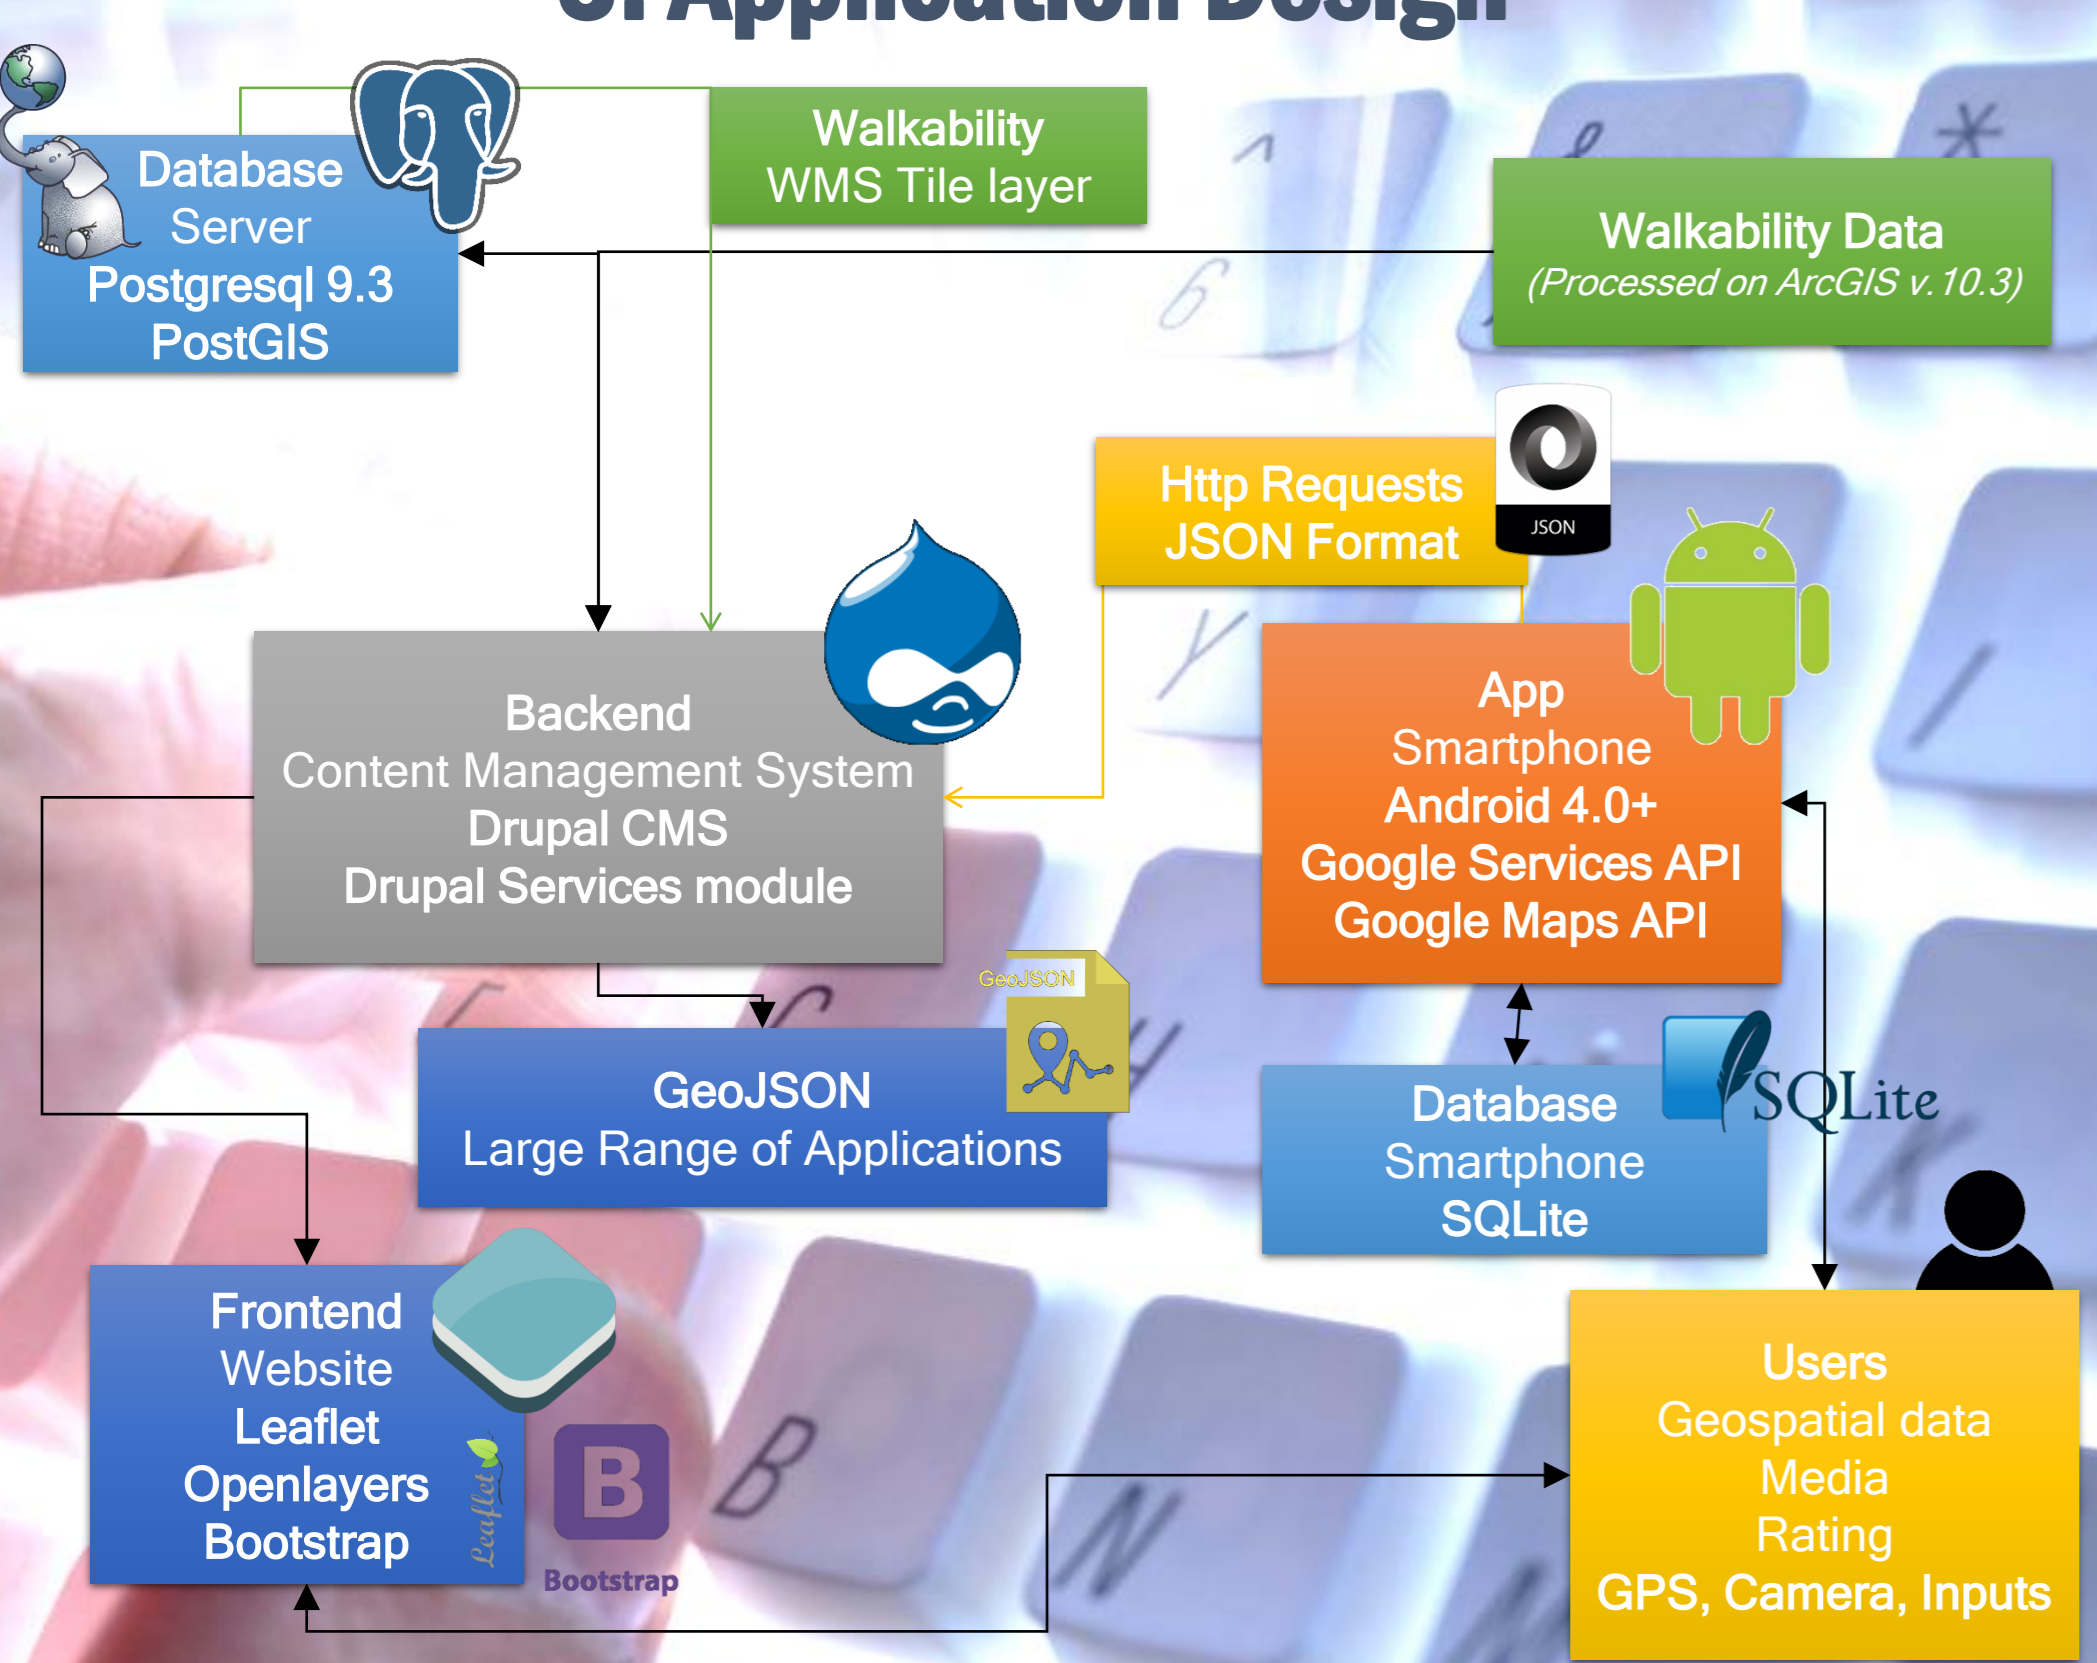 Application Design
Database
Server
Postgresql 9.3
PostGIS
Walkability
WMS Tile layer
Walkability Data
(Processed on ArcGIS v.10.3)
Http Requests
JSON Format
JSON
Backend
Content Management System
Drupal CMS
Drupal Services module
App
Smartphone
Android 4.0+
Google Services API
Google Maps API
GeoJSON
GeoJSON
Large Range of Applications
Database
Smartphone
SQLite
SQLite
Frontend
Website
Leaflet
Openlayers
Bootstrap
Leaflet
B
Bootstrap
Users
Geospatial data
Media
Rating
GPS, Camera, Inputs
^
&
*
6
Y
/
H
K
B
N
M